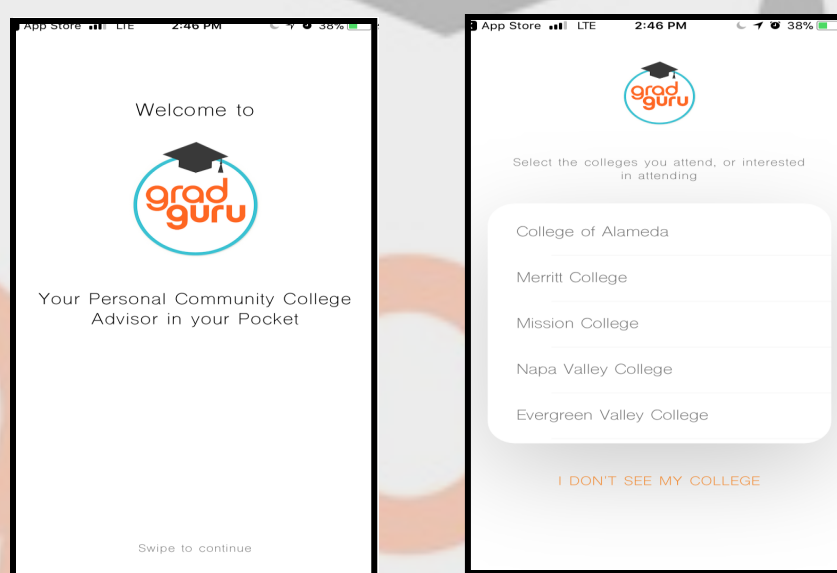 App Store LTE 2:46 PM 38%
Welcome to
grad
guru
Your Personal Community College
Advisor in your Pocket
Swipe to continue
App Store LTE 2:46 PM 38%
grad
guru
Select the colleges you attend, or interested
in attending
College of Alameda
Merritt College
Mission College
Napa Valley College
Evergreen Valley College
I DON'T SEE MY COLLEGE